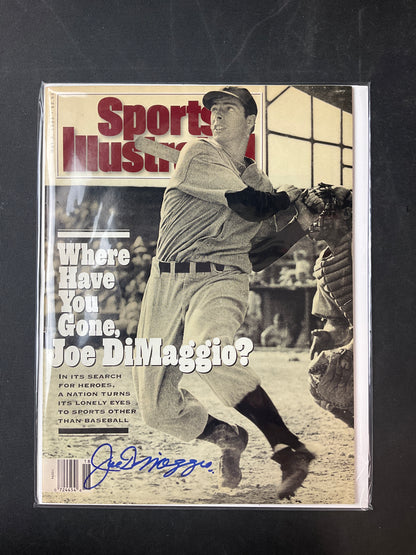 Sports
Illustrated
Where
Have
You
Gone,
Joe DiMaggio?
IN ITS SEARCH
FOR HEROES,
A NATION TURNS
ITS LONELY EYES
TO SPORTS OTHER
THAN BASEBALL
Joe DiMaggio